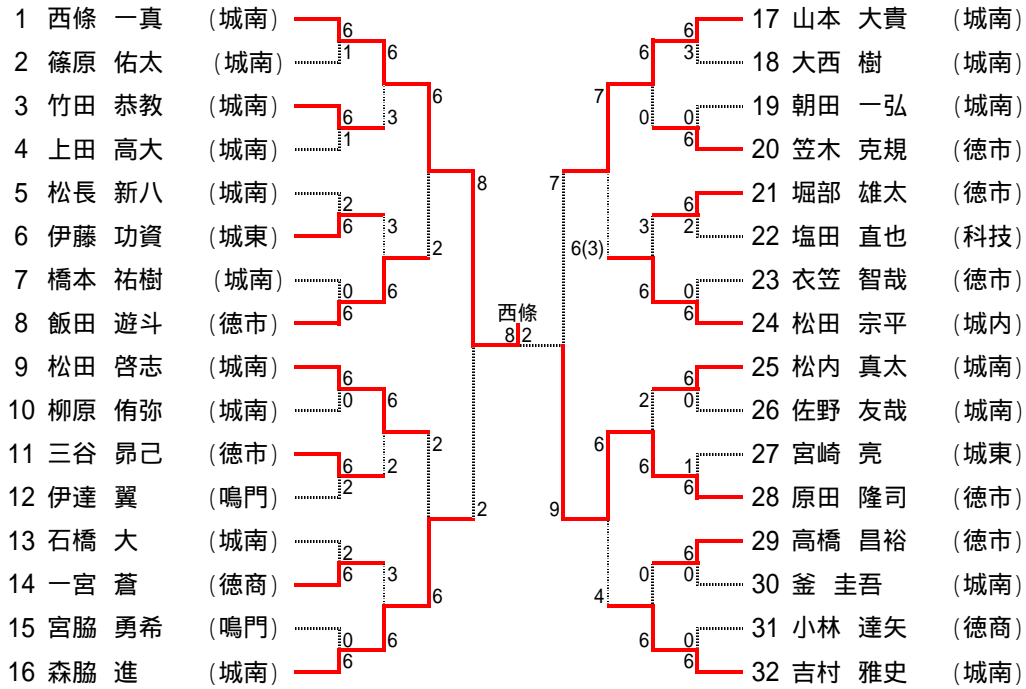 1 西條 一真 (城南)
2 篠原 佑太 (城南)
3 竹田 恭教 (城南)
4 上田 高大 (城南)
5 松長 新八 (城南)
6 伊藤 功資 (城東)
7 橋本 祐樹 (城南)
8 飯田 遊斗 (徳市)
9 松田 啓志 (城南)
10 柳原 侑弥 (城南)
11 三谷 昴己 (徳市)
12 伊達 翼 (鳴門)
13 石橋 大 (城南)
14 一宮 蒼 (徳商)
15 宮脇 勇希 (鳴門)
16 森脇 進 (城南)
6
1
6
1
2
6
0
6
6
0
6
2
2
6
0
6
6
3
3
6
6
2
3
6
6
2
2
6
8
2
西條
8 2
7
9
7
6(3)
6
4
6
0
3
6
2
6
0
6
6
3
0
6
6
2
0
6
6
0
1
6
6
0
0
6
17 山本 大貴 (城南)
18 大西 樹 (城南)
19 朝田 一弘 (城南)
20 笠木 克規 (徳市)
21 堀部 雄太 (徳市)
22 塩田 直也 (科技)
23 衣笠 智哉 (徳市)
24 松田 宗平 (城内)
25 松内 真太 (城南)
26 佐野 友哉 (城南)
27 宮崎 亮 (城東)
28 原田 隆司 (徳市)
29 高橋 昌裕 (徳市)
30 釜 圭吾 (城南)
31 小林 達矢 (徳商)
32 吉村 雅史 (城南)